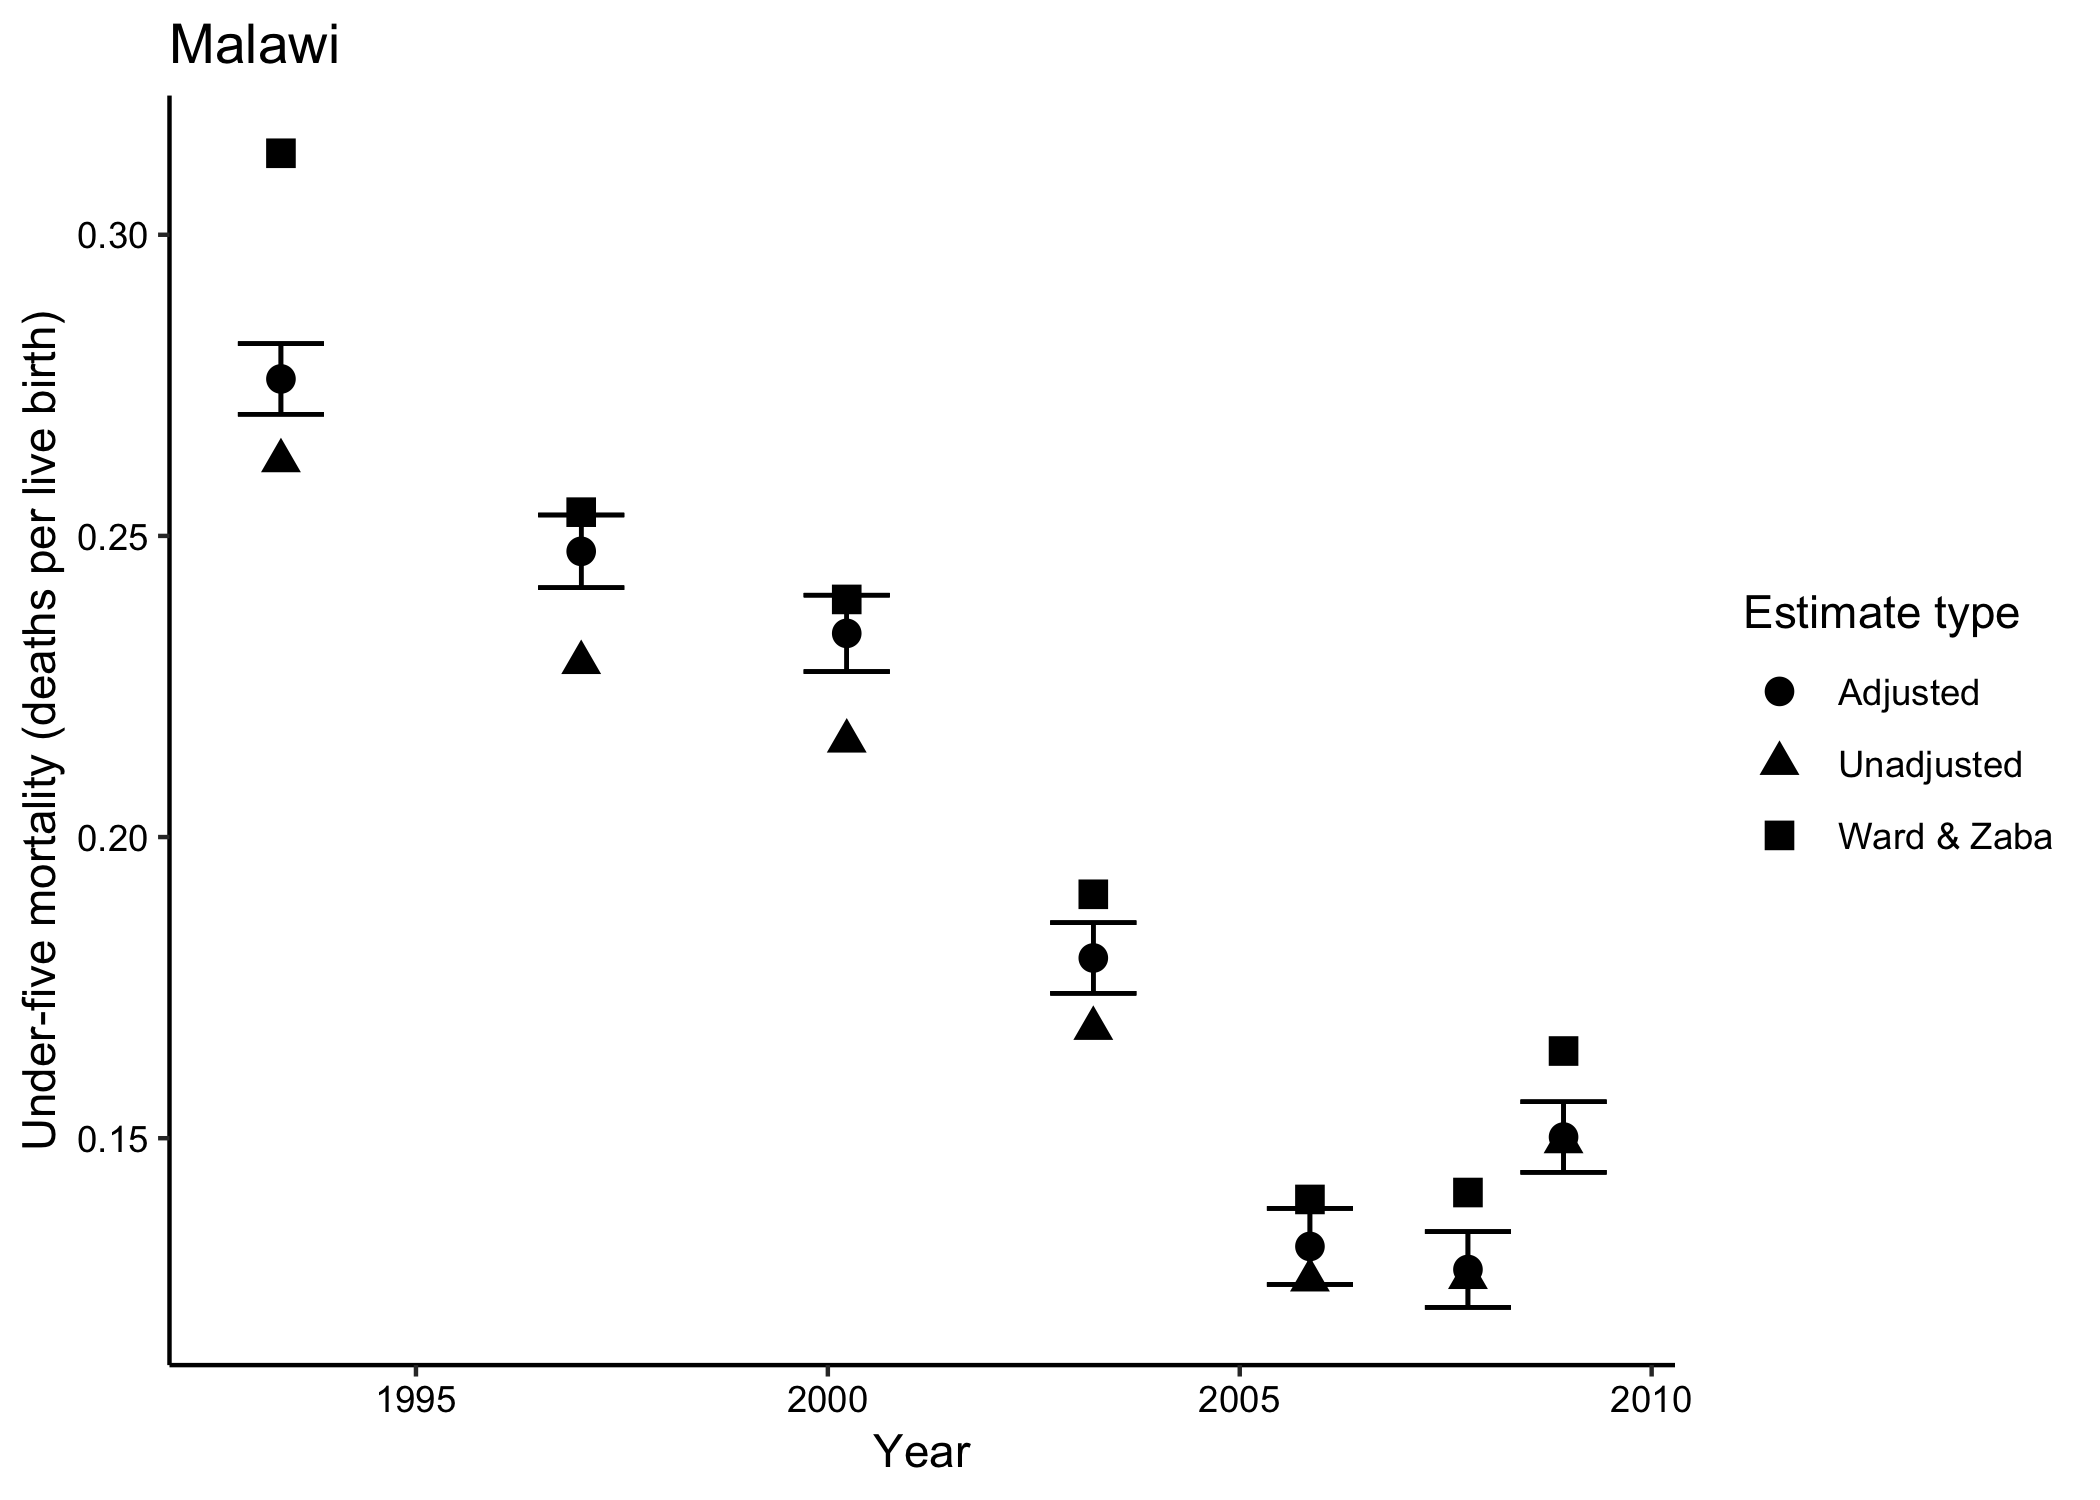 Malawi
Under-five mortality (deaths per live birth)
0.30
0.25
0.20
0.15
1995
2000
2005
2010
Year
Estimate type
Adjusted
Unadjusted
Ward & Zaba